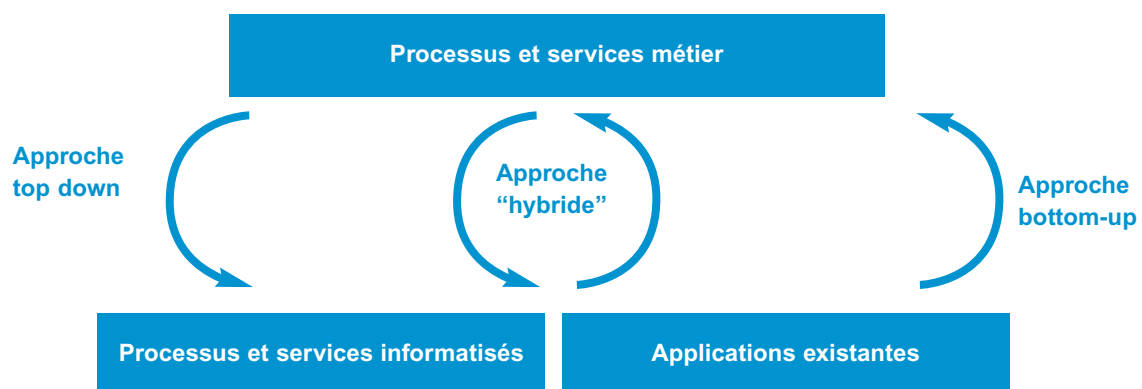 Processus et services métier
Approche
top down
Approche
“hybride”
Approche
bottom-up
Processus et services informatisés
Applications existantes